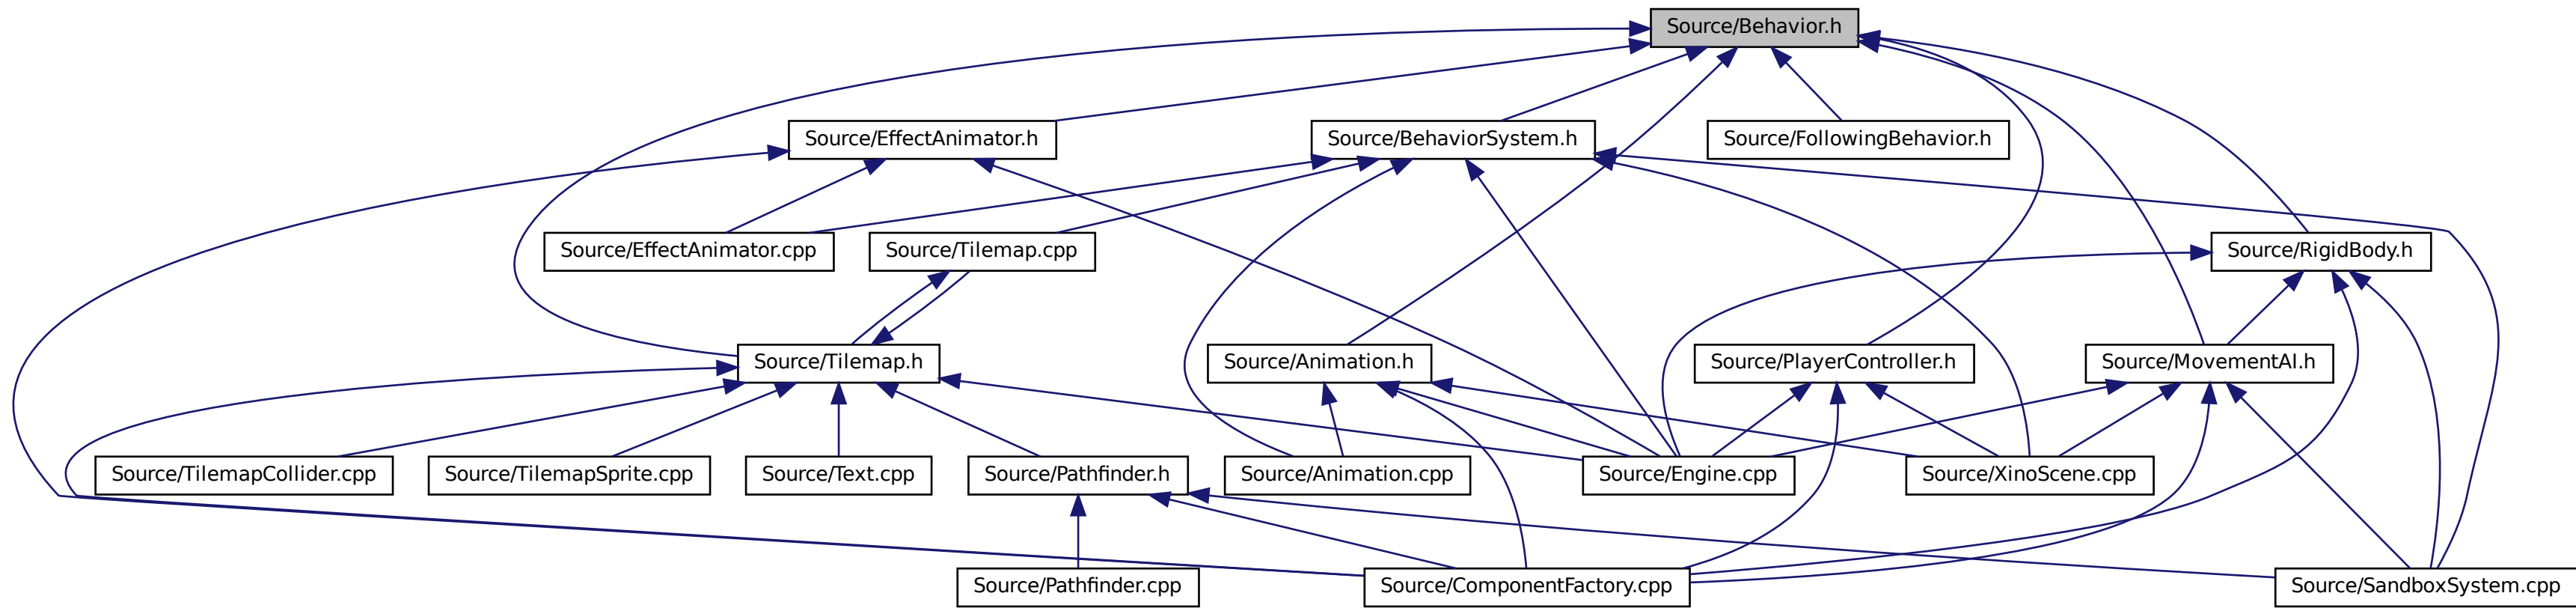 Source/Behavior.h
Source/EffectAnimator.h
Source/BehaviorSystem.h
Source/FollowingBehavior.h
Source/EffectAnimator.cpp
Source/Tilemap.cpp
Source/RigidBody.h
Source/Tilemap.h
Source/Animation.h
Source/PlayerController.h
Source/MovementAI.h
Source/TilemapCollider.cpp
Source/TilemapSprite.cpp
Source/Text.cpp
Source/Pathfinder.h
Source/Animation.cpp
Source/Engine.cpp
Source/XinoScene.cpp
Source/Pathfinder.cpp
Source/ComponentFactory.cpp
Source/SandboxSystem.cpp